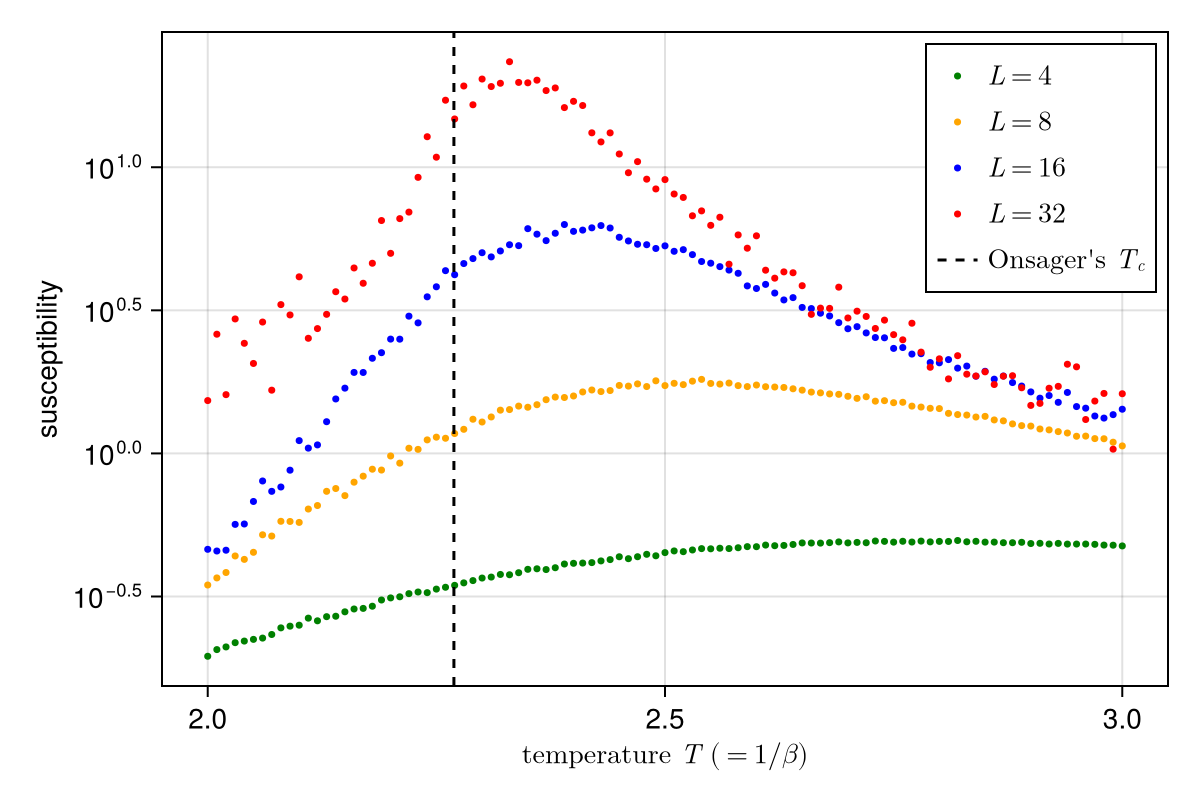 L = 4
L = 8
L = 16
L = 32
Onsager's T_c
10^1.0
10^0.5
10^0.0
10^−0.5
susceptibility
2.0 2.5 3.0
temperature T ( = 1/β)